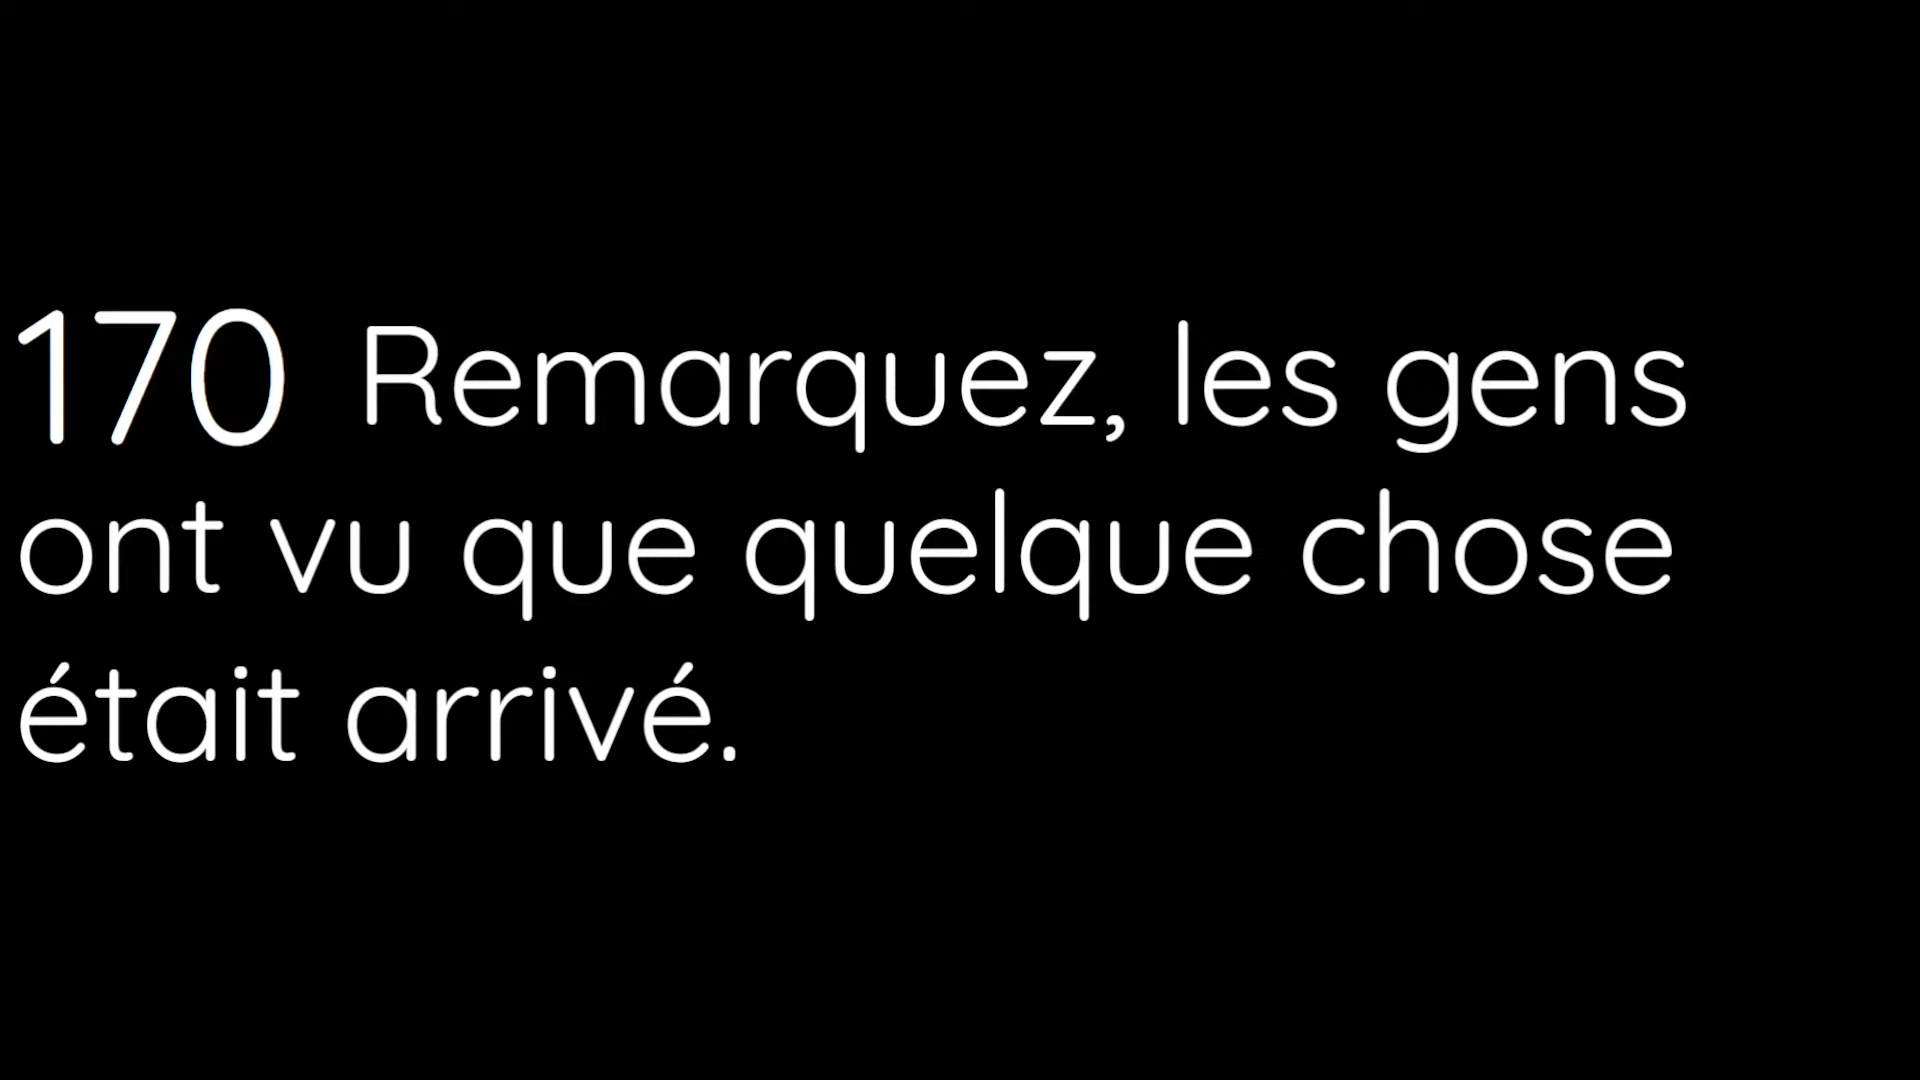 170 Remarquez, les gens
ont vu que quelque chose
était arrivé.